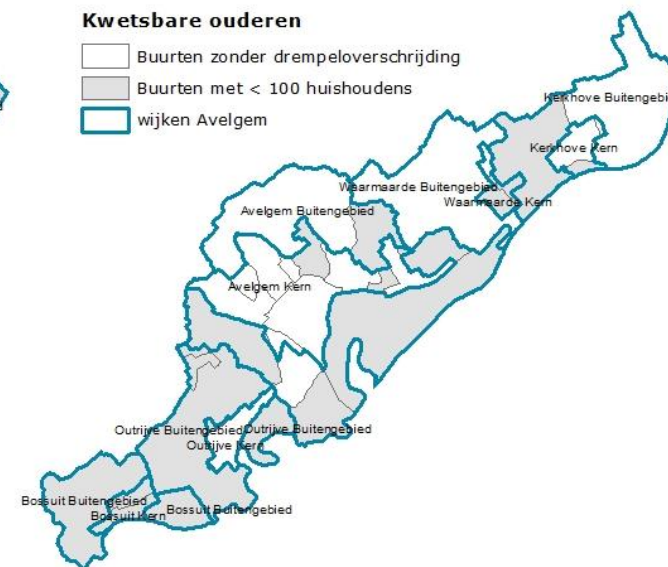 Kwetsbare ouderen
Buurten zonder drempeloverschrijding
Buurten met < 100 huishoudens
wijken Avelgem
Kerkhove Buitengebi
Kerkhove Kern
Waarmaarde Buitengebied
Waarmaarde Kern
Avelgem Buitengebied
Avelgem Kern
Outrijve Buitengebied
Outrijve Buitengebied
Outrijve Kern
Bossuit Buitengebied
Bossuit Kern
Bossuit Buitengebied